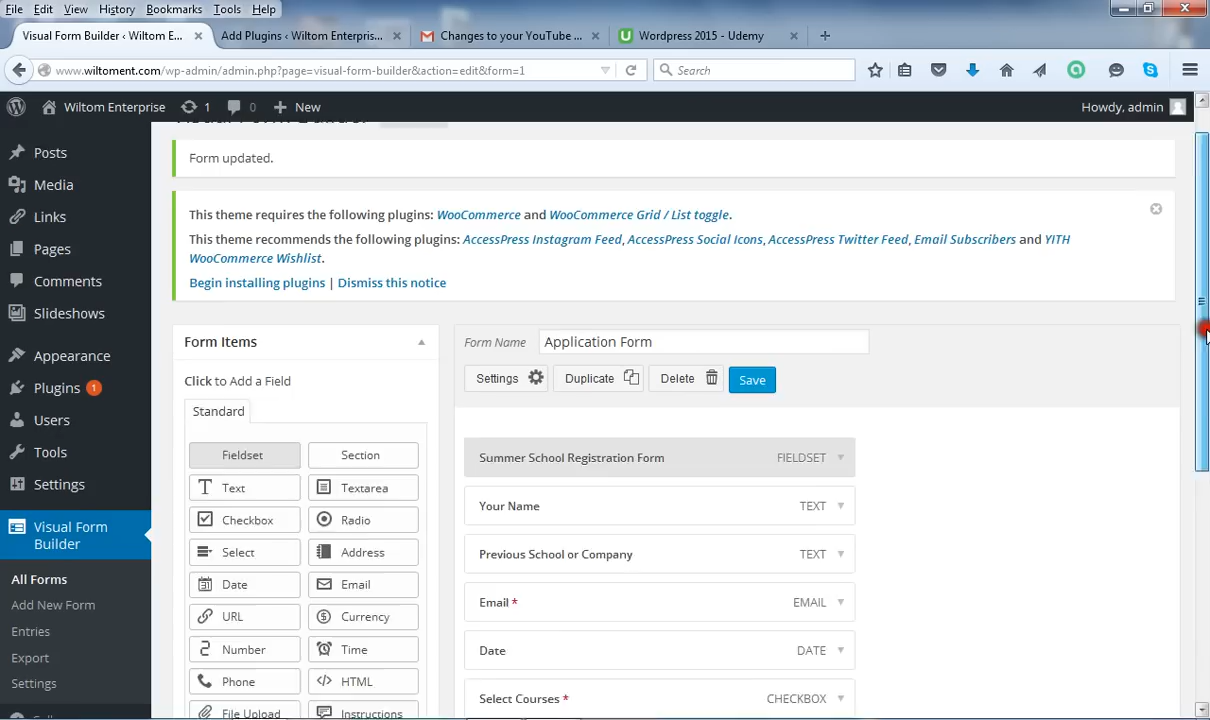 File Edit View History Bookmarks Tools Help
Visual Form Builder ‹ Wiltom E... Add Plugins ‹ Wiltom Enterpris... Changes to your YouTube ... Wordpress 2015 - Udemy
www.wiltoment.com/wp-admin/admin.php?page=visual-form-builder&action=edit&form=1 Search
Wiltom Enterprise 1 0 New Howdy, admin
Posts
Media
Links
Pages
Comments
Slideshows
Appearance
Plugins 1
Users
Tools
Settings
Visual Form
Builder
All Forms
Add New Form
Entries
Export
Settings
Form updated.
This theme requires the following plugins: WooCommerce and WooCommerce Grid / List toggle.
This theme recommends the following plugins: AccessPress Instagram Feed, AccessPress Social Icons, AccessPress Twitter Feed, Email Subscribers and YITH
WooCommerce Wishlist.
Begin installing plugins | Dismiss this notice
Form Items
Click to Add a Field
Standard
Fieldset Section
Text Textarea
Checkbox Radio
Select Address
Date Email
URL Currency
Number Time
Phone HTML
File Upload Instructions
Form Name Application Form
Settings Duplicate Delete Save
Summer School Registration Form FIELDSET
Your Name TEXT
Previous School or Company TEXT
Email * EMAIL
Date DATE
Select Courses * CHECKBOX